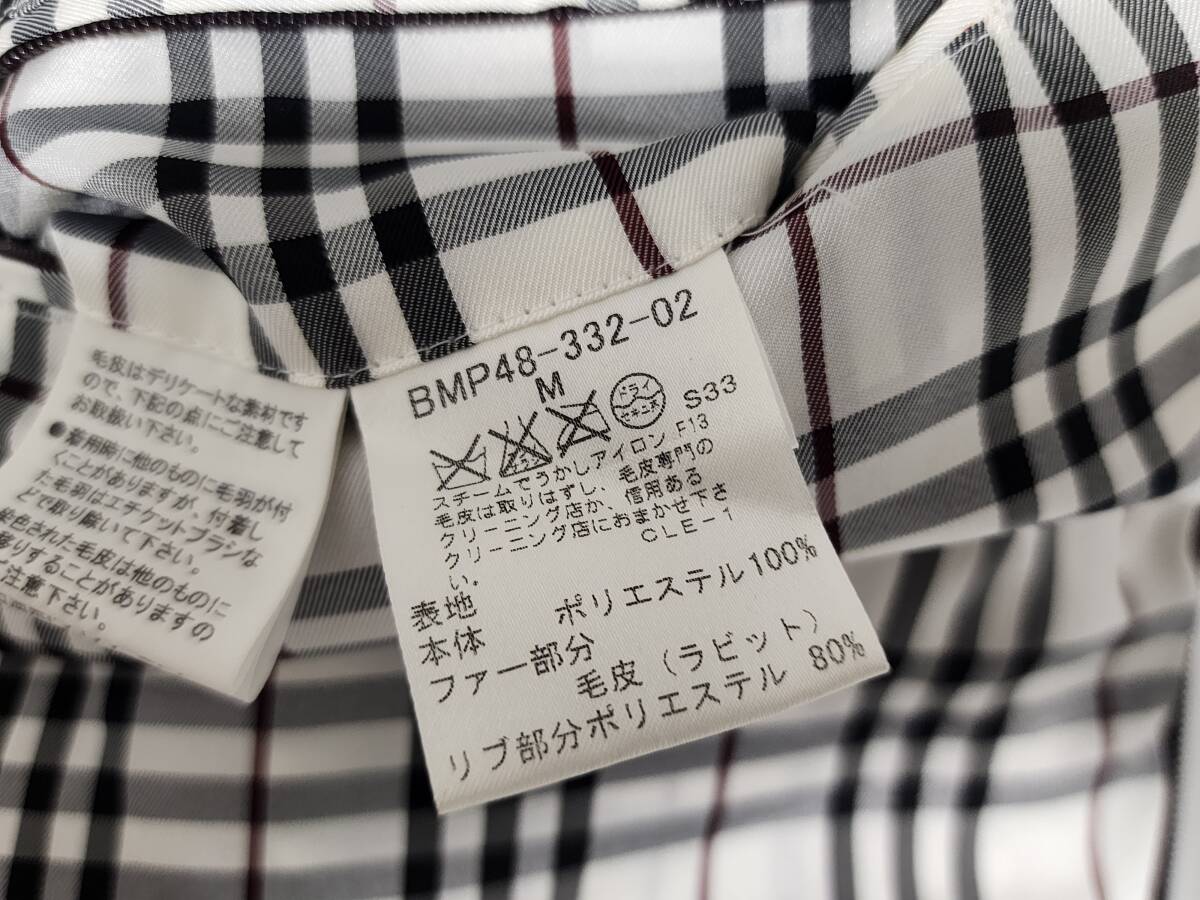 毛皮はデリケートな素材です
ので、下記の点にご注意して
お取扱い下さい。
●着用時に他のものに毛羽が付
くことがありますが、付着し
た毛羽はエチケットブラシな
どで取り除いて下さい。
染色された毛皮は他のものに
移りすることがありますの
ご注意下さい。
BMP48-332-02
M
ドライ
セキユ系
S33
スチームでうかしアイロン F13
毛皮は取りはずし、毛皮専門の
クリーニング店か、信用ある
クリーニング店におまかせ下さ
い。 CLE-1
表地
本体 ポリエステル100%
ファー部分
毛皮（ラビット）
リブ部分ポリエステル 80%